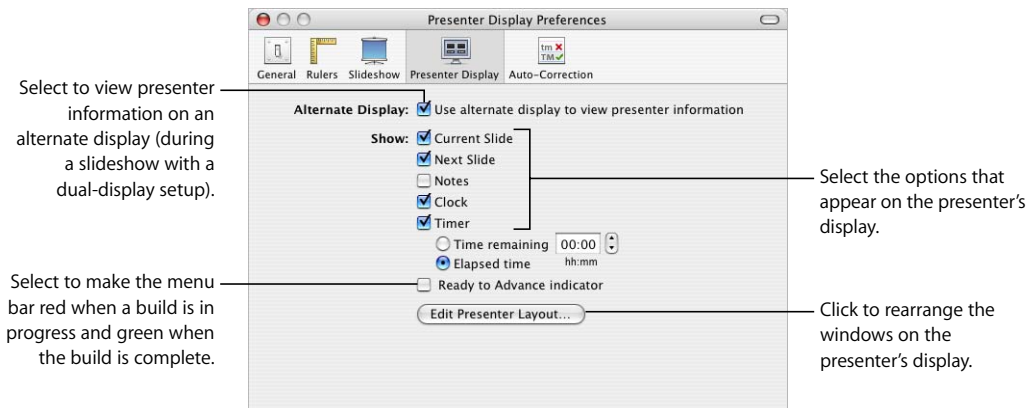 Presenter Display Preferences
tm
TM
General Rulers Slideshow Presenter Display Auto-Correction
Select to view presenter
information on an
alternate display (during
a slideshow with a
dual-display setup).
Alternate Display: Use alternate display to view presenter information
Show: Current Slide
Next Slide
Notes
Clock
Timer
Time remaining 00:00
Elapsed time hh:mm
Ready to Advance indicator
Edit Presenter Layout...
Select the options that
appear on the presenter's
display.
Select to make the menu
bar red when a build is in
progress and green when
the build is complete.
Click to rearrange the
windows on the
presenter's display.